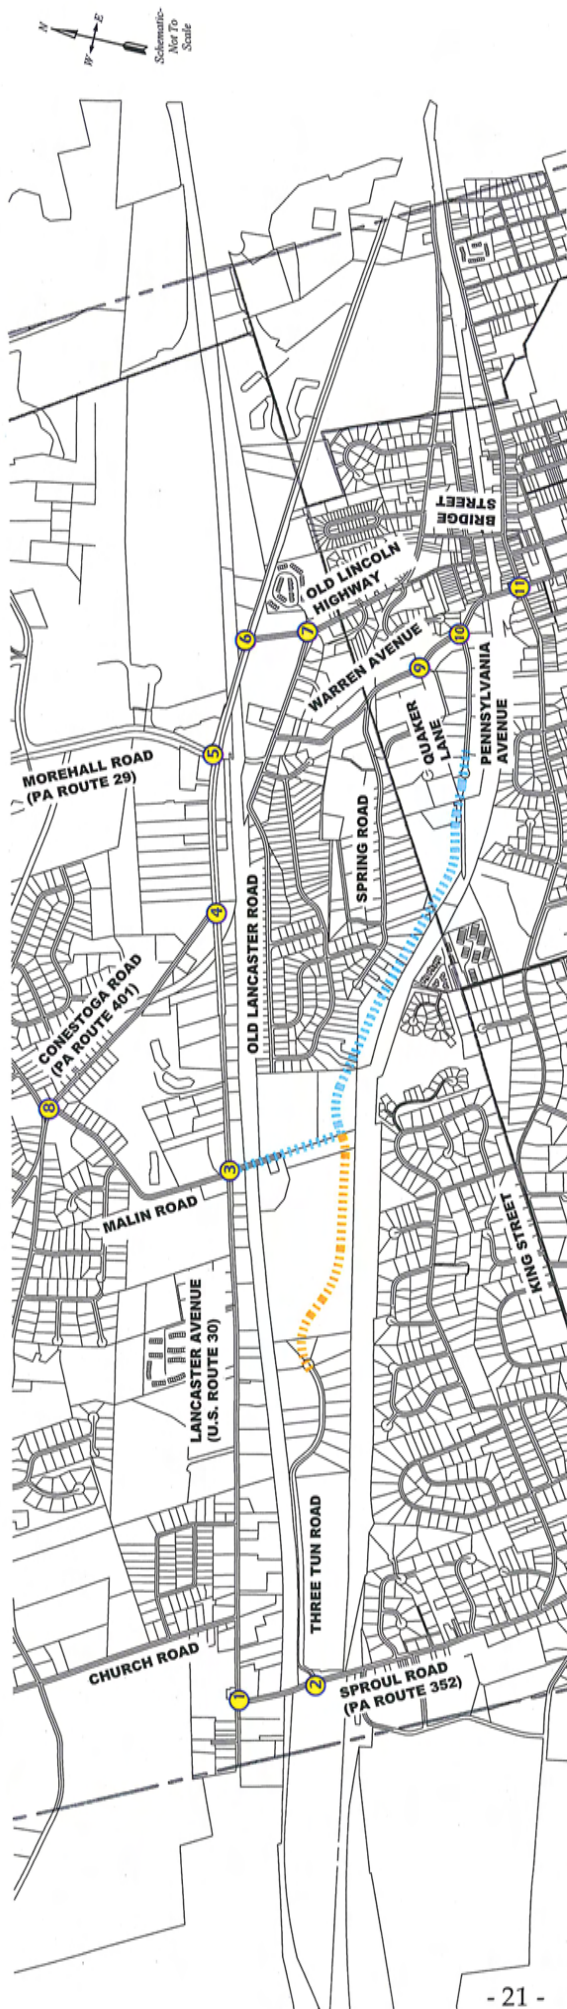 N
E
W
Schematic-
Not To
Scale
BRIDGE
STREET
OLD LINCOLN
HIGHWAY
11
6
7
10
WARREN AVENUE
9
QUAKER
LANE
PENNSYLVANIA
AVENUE
5
MOREHALL ROAD
(PA ROUTE 29)
SPRING ROAD
4
OLD LANCASTER ROAD
CONESTOGA ROAD
(PA ROUTE 401)
8
3
MALIN ROAD
KING STREET
LANCASTER AVENUE
(U.S. ROUTE 30)
THREE TUN ROAD
CHURCH ROAD
1
2
SPROUL ROAD
(PA ROUTE 352)
- 21 -